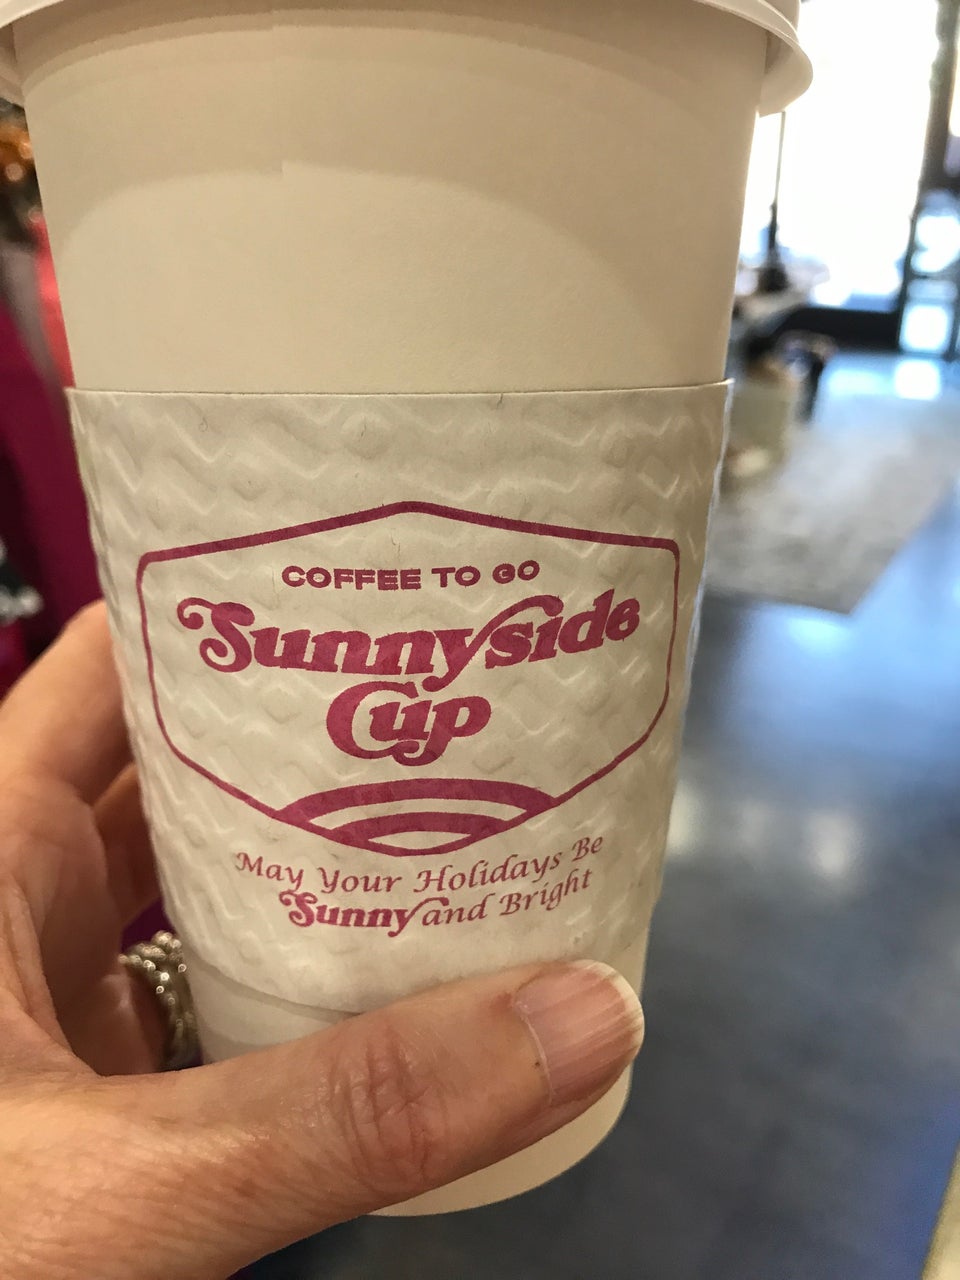 COFFEE TO GO
Sunnyside
Cup
May Your Holidays Be
Sunny and Bright